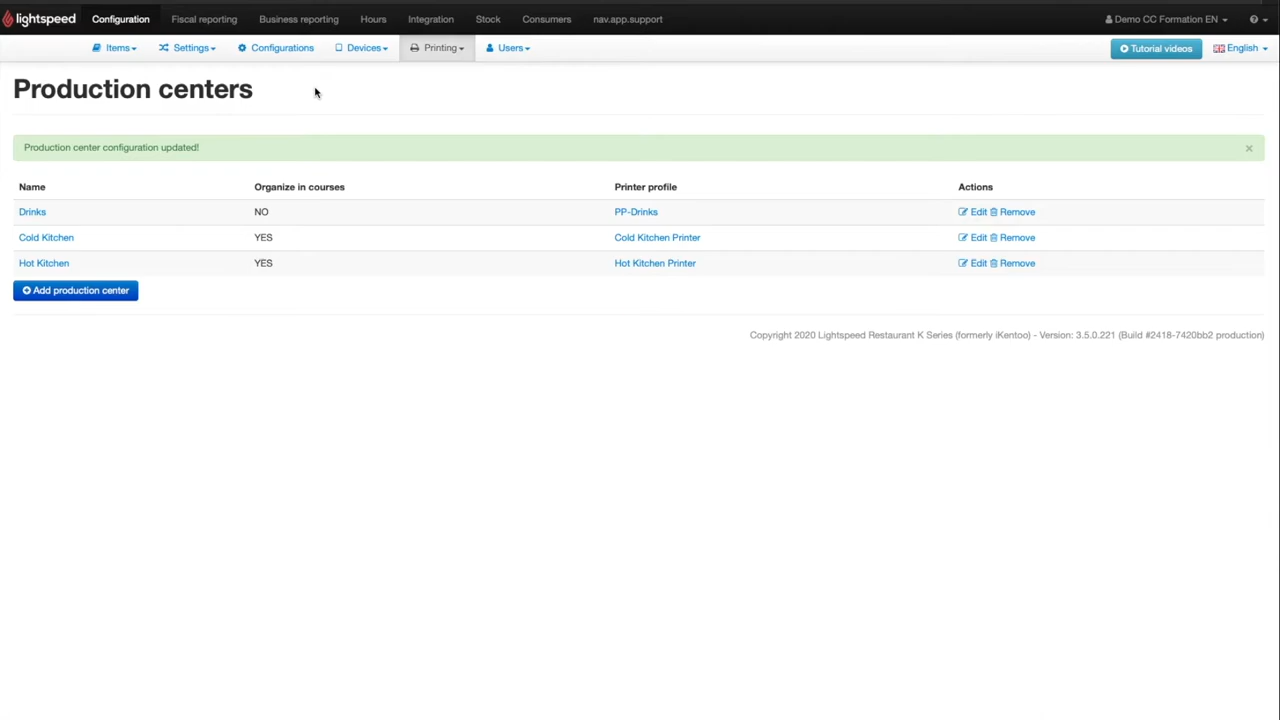 lightspeed Configuration Fiscal reporting Business reporting Hours Integration Stock Consumers nav.app.support Demo CC Formation EN
Items Settings Configurations Devices Printing Users Tutorial videos English
Production centers
Production center configuration updated! ×
Name Organize in courses Printer profile Actions
Drinks NO PP-Drinks Edit Remove
Cold Kitchen YES Cold Kitchen Printer Edit Remove
Hot Kitchen YES Hot Kitchen Printer Edit Remove
Add production center
Copyright 2020 Lightspeed Restaurant K Series (formerly iKentoo) - Version: 3.5.0.221 (Build #2418-7420bb2 production)